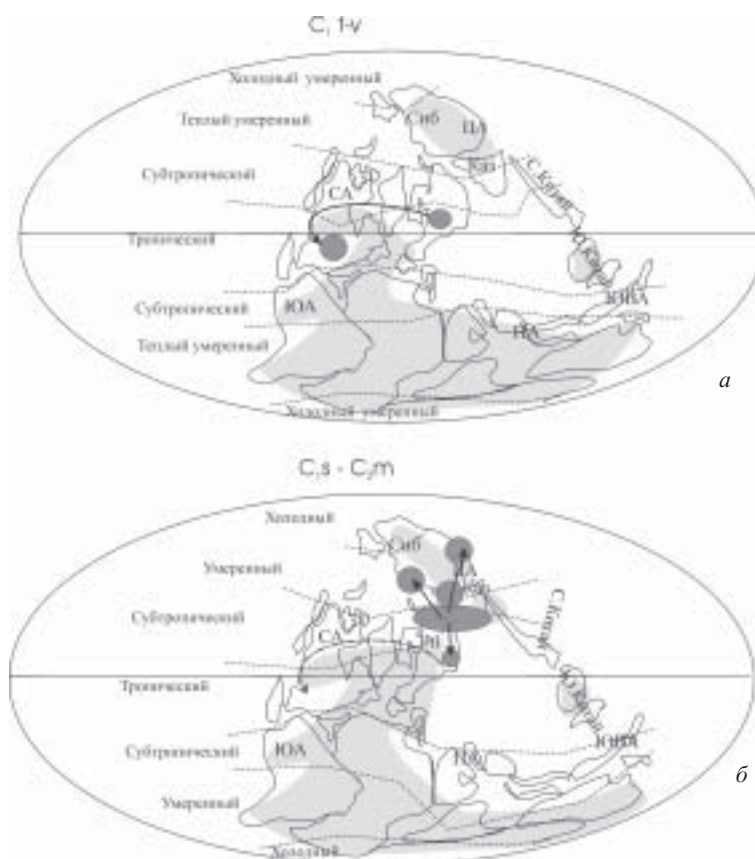 C₁ t-v
Холодный умеренный
Теплый умеренный
Сиб
ЦА
Каз
С. Китай
Субтропический
СА
Тропический
Ю. Китай
ЮВА
Субтропический
ЮА
Теплый умеренный
Холодный умеренный
а
C₁s - C₂m
Холодный
Сиб
Умеренный
Субтропический
С. Китай
СА
Тропический
Ю. Китай
ЮВА
Субтропический
ЮА
Умеренный
Холодный
б